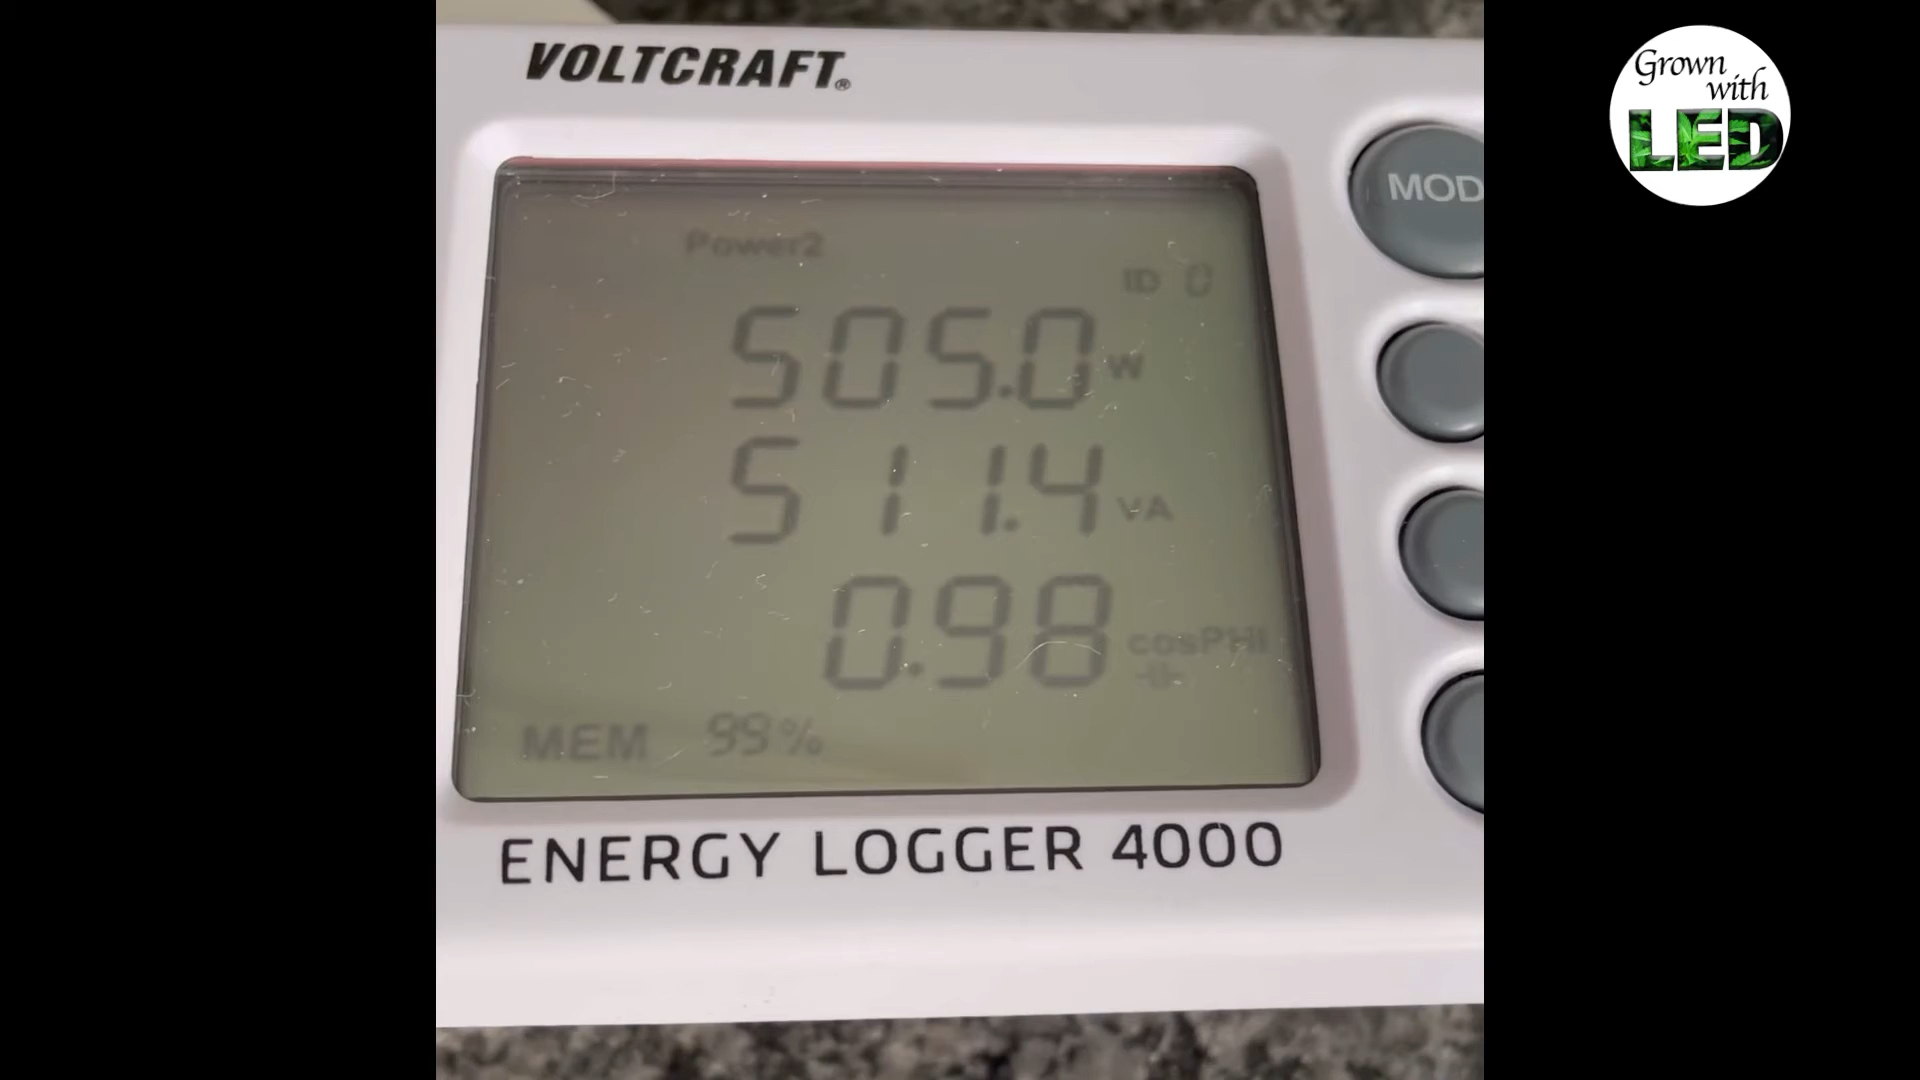 VOLTCRAFT®
Grown
with
LED
MOD
Power2
ID 0
505.0 W
511.4 VA
0.98 cosPHI
MEM 99%
ENERGY LOGGER 4000